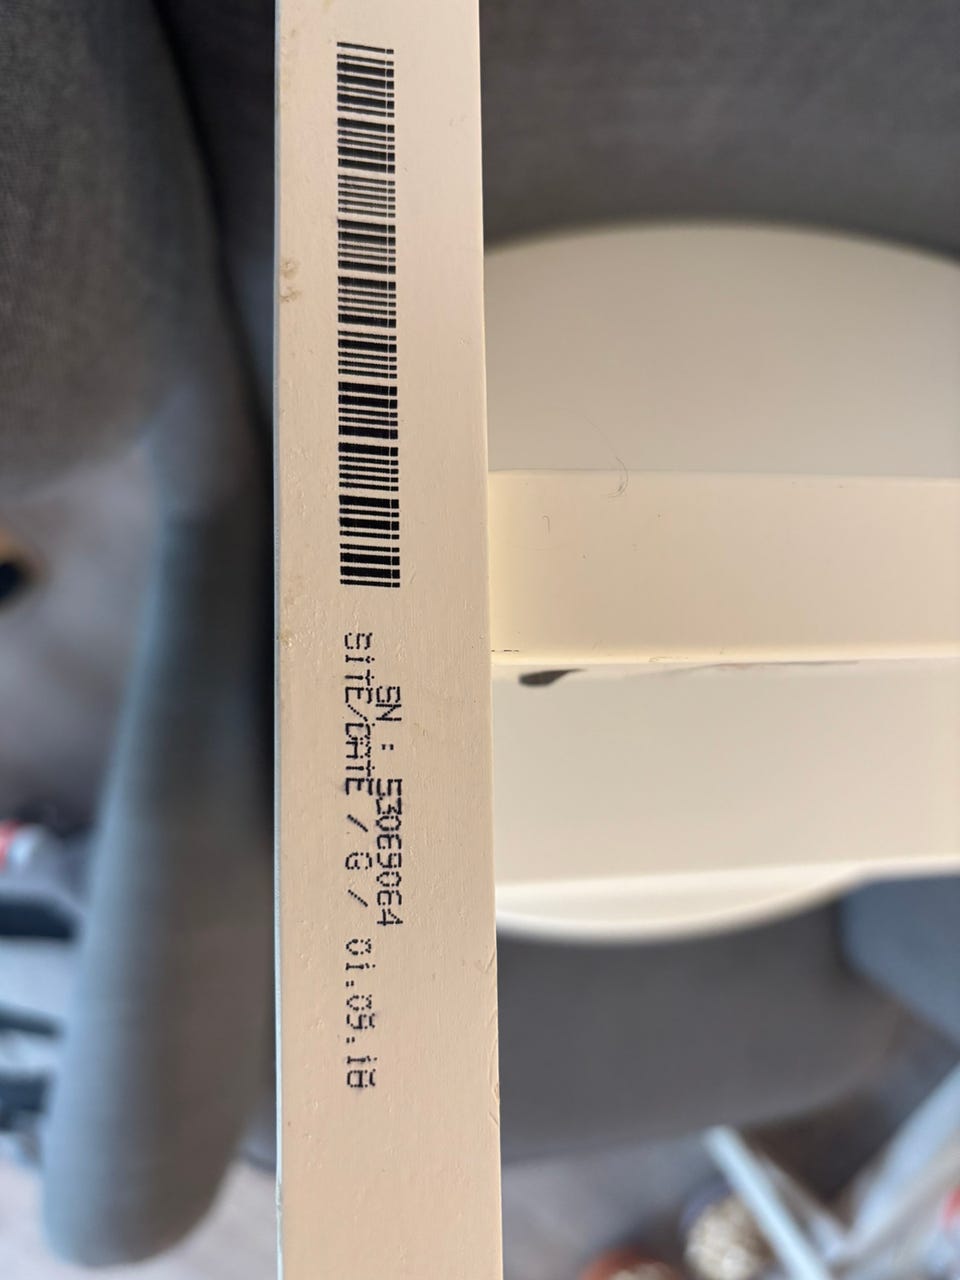 SN : 53069064
SITE/DATE / G / 01.09.18